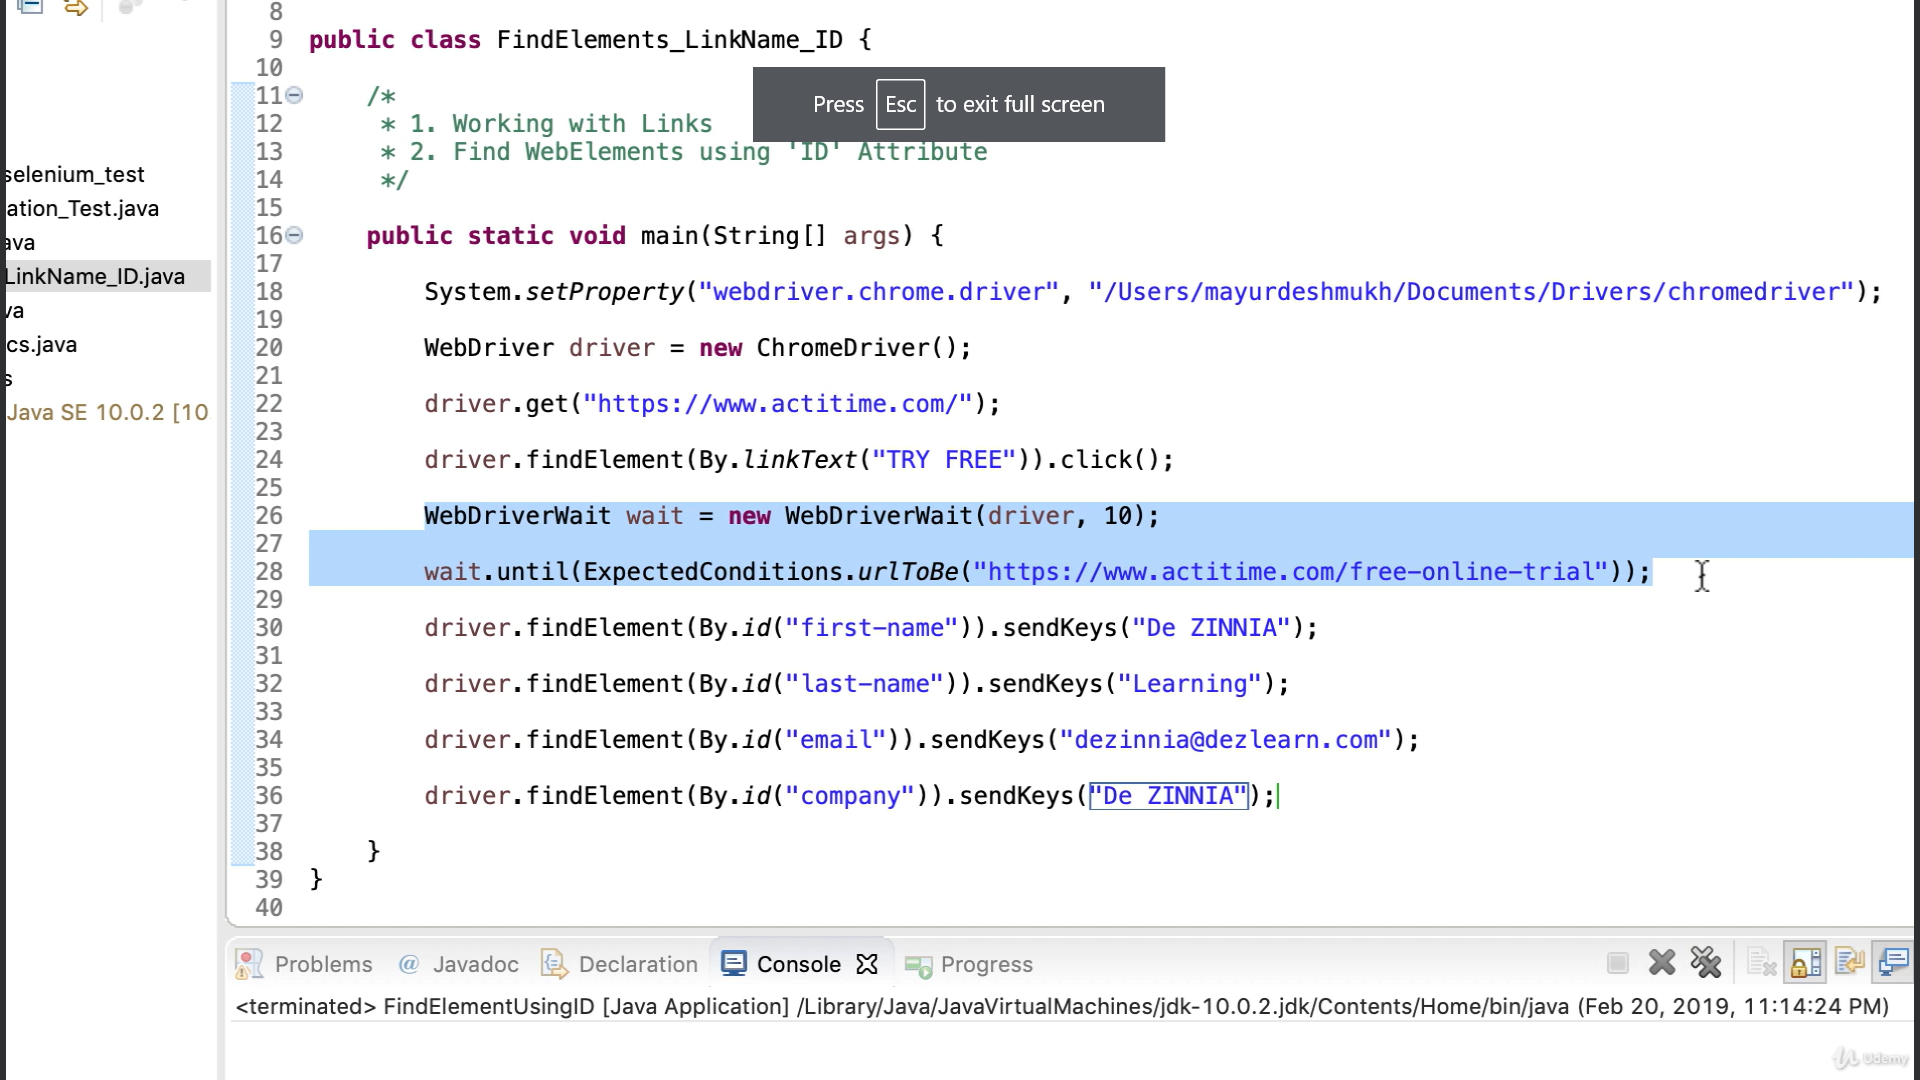 8
9 public class FindElements_LinkName_ID {
10
Press Esc to exit full screen
11 /*
12 * 1. Working with Links
13 * 2. Find WebElements using 'ID' Attribute
14 */
15
selenium_test
ation_Test.java
ava
LinkName_ID.java
va
cs.java
s
Java SE 10.0.2 [10
16 public static void main(String[] args) {
17
18 System.setProperty("webdriver.chrome.driver", "/Users/mayurdeshmukh/Documents/Drivers/chromedriver");
19
20 WebDriver driver = new ChromeDriver();
21
22 driver.get("https://www.actitime.com/");
23
24 driver.findElement(By.linkText("TRY FREE")).click();
25
26 WebDriverWait wait = new WebDriverWait(driver, 10);
27
28 wait.until(ExpectedConditions.urlToBe("https://www.actitime.com/free-online-trial"));
29
30 driver.findElement(By.id("first-name")).sendKeys("De ZINNIA");
31
32 driver.findElement(By.id("last-name")).sendKeys("Learning");
33
34 driver.findElement(By.id("email")).sendKeys("dezinnia@dezlearn.com");
35
36 driver.findElement(By.id("company")).sendKeys("De ZINNIA");
37
38 }
39 }
40
Problems @ Javadoc Declaration Console Progress
<terminated> FindElementUsingID [Java Application] /Library/Java/JavaVirtualMachines/jdk-10.0.2.jdk/Contents/Home/bin/java (Feb 20, 2019, 11:14:24 PM)
Udemy